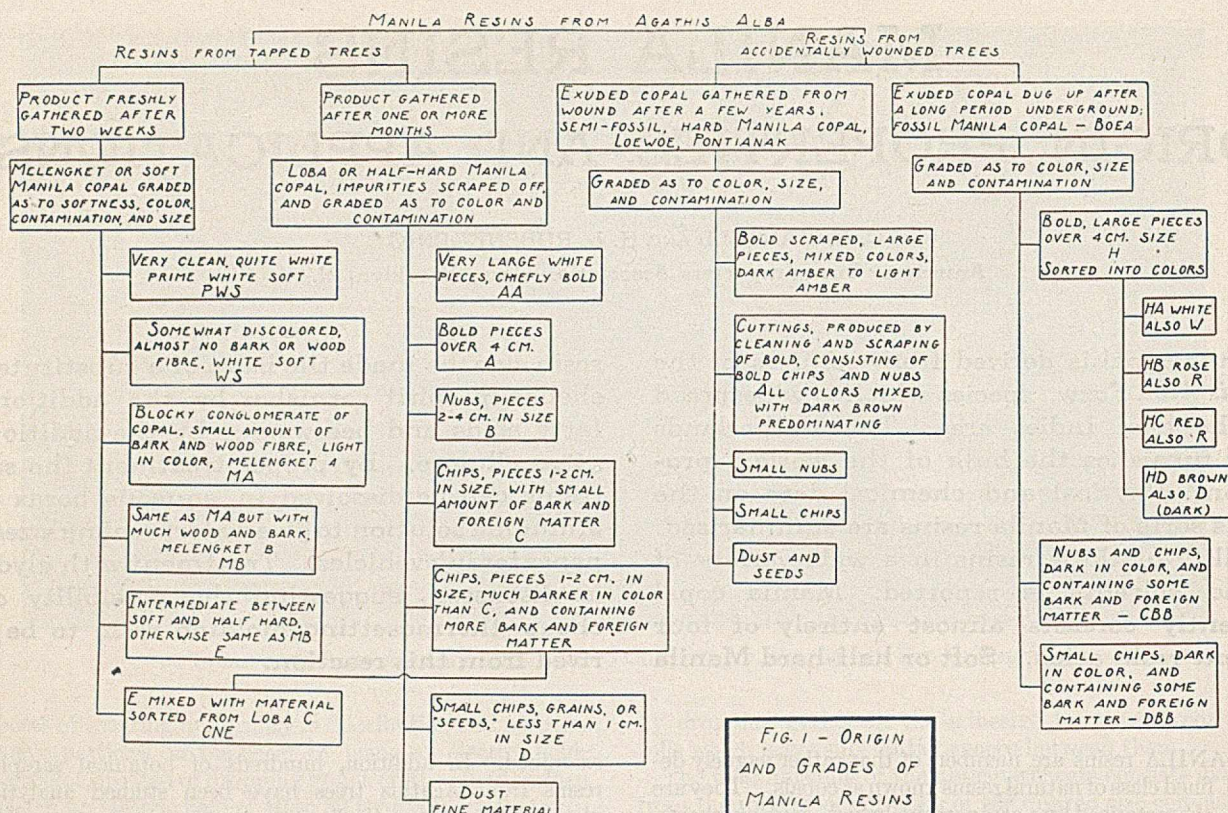 MANILA RESINS FROM AGATHIS ALBA
RESINS FROM TAPPED TREES
RESINS FROM
ACCIDENTALLY WOUNDED TREES
PRODUCT FRESHLY
GATHERED AFTER
TWO WEEKS
PRODUCT GATHERED
AFTER ONE OR MORE
MONTHS
EXUDED COPAL GATHERED FROM
WOUND AFTER A FEW YEARS,
SEMI-FOSSIL, HARD MANILA COPAL,
LOEWOE, PONTIANAK
EXUDED COPAL DUG UP AFTER
A LONG PERIOD UNDERGROUND;
FOSSIL MANILA COPAL - BOEA
MELENGKET OR SOFT
MANILA COPAL GRADED
AS TO SOFTNESS, COLOR,
CONTAMINATION, AND SIZE
LOBA OR HALF-HARD MANILA
COPAL, IMPURITIES SCRAPED OFF,
AND GRADED AS TO COLOR AND
CONTAMINATION
GRADED AS TO COLOR, SIZE,
AND CONTAMINATION
GRADED AS TO COLOR, SIZE
AND CONTAMINATION
VERY CLEAN, QUITE WHITE
PRIME WHITE SOFT
PWS
SOMEWHAT DISCOLORED,
ALMOST NO BARK OR WOOD
FIBRE, WHITE SOFT
WS
BLOCKY CONGLOMERATE OF
COPAL, SMALL AMOUNT OF
BARK AND WOOD FIBRE, LIGHT
IN COLOR, MELENGKET A
MA
SAME AS MA BUT WITH
MUCH WOOD AND BARK,
MELENGKET B
MB
INTERMEDIATE BETWEEN
SOFT AND HALF HARD,
OTHERWISE SAME AS MB
E
E MIXED WITH MATERIAL
SORTED FROM LOBA C
CNE
VERY LARGE WHITE
PIECES, CHIEFLY BOLD
AA
BOLD PIECES
OVER 4 CM.
A
NUBS, PIECES
2-4 CM. IN SIZE
B
CHIPS, PIECES 1-2 CM.
IN SIZE, WITH SMALL
AMOUNT OF BARK AND
FOREIGN MATTER
C
CHIPS, PIECES 1-2 CM. IN
SIZE, MUCH DARKER IN COLOR
THAN C, AND CONTAINING
MORE BARK AND FOREIGN
MATTER
SMALL CHIPS, GRAINS, OR
"SEEDS," LESS THAN 1 CM.
IN SIZE
D
DUST
FINE MATERIAL
BOLD SCRAPED, LARGE
PIECES, MIXED COLORS,
DARK AMBER TO LIGHT
AMBER
CUTTINGS, PRODUCED BY
CLEANING AND SCRAPING
OF BOLD, CONSISTING OF
BOLD CHIPS AND NUBS
ALL COLORS MIXED,
WITH DARK BROWN
PREDOMINATING
SMALL NUBS
SMALL CHIPS
DUST AND
SEEDS
BOLD, LARGE PIECES
OVER 4 CM. SIZE
H
SORTED INTO COLORS
HA WHITE
ALSO W
HB ROSE
ALSO R
HC RED
ALSO R
HD BROWN
ALSO D
(DARK)
NUBS AND CHIPS,
DARK IN COLOR, AND
CONTAINING SOME
BARK AND FOREIGN
MATTER - CBB
SMALL CHIPS, DARK
IN COLOR, AND
CONTAINING SOME
BARK AND FOREIGN
MATTER - DBB
FIG. 1 - ORIGIN
AND GRADES OF
MANILA RESINS